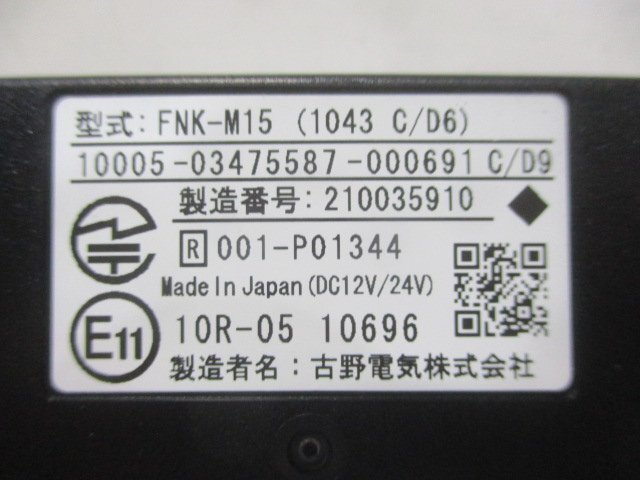 型式: FNK-M15 (1043 C/D6)
10005-03475587-000691 C/D9
製造番号: 210035910
R 001-P01344
Made In Japan (DC12V/24V)
E11 10R-05 10696
製造者名: 古野電気株式会社